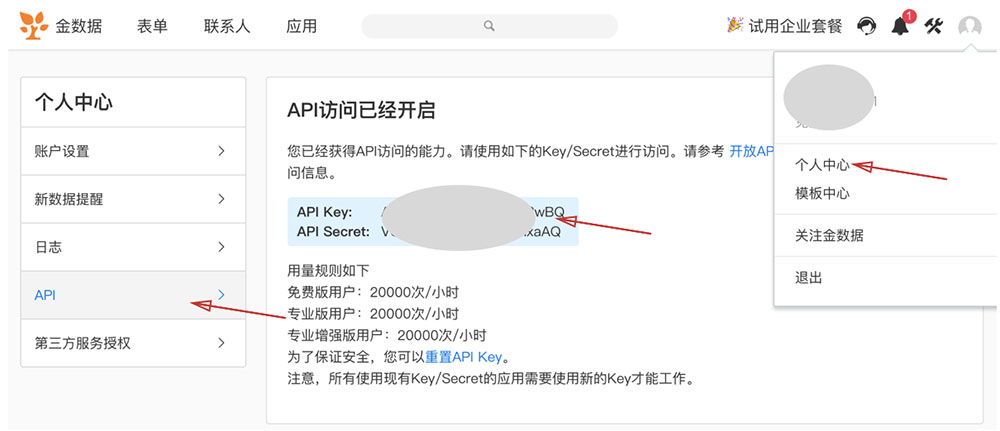 金数据 表单 联系人 应用 试用企业套餐 1
个人中心
账户设置
新数据提醒
日志
API
第三方服务授权
API访问已经开启
您已经获得API访问的能力。请使用如下的Key/Secret进行访问。请参考 开放AP
问信息。
API Key: wBQ
API Secret: xaAQ
用量规则如下
免费版用户：20000次/小时
专业版用户：20000次/小时
专业增强版用户：20000次/小时
为了保证安全，您可以重置API Key。
注意，所有使用现有Key/Secret的应用需要使用新的Key才能工作。
个人中心
模板中心
关注金数据
退出